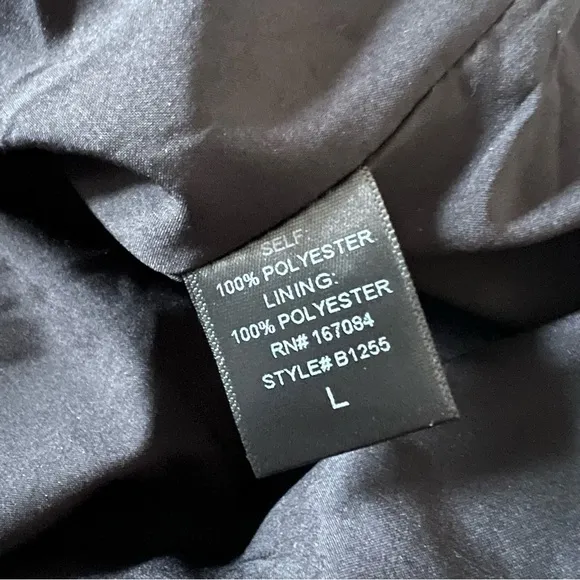 SELF
100% POLYESTER
LINING:
100% POLYESTER
RN# 167084
STYLE# B1255
L